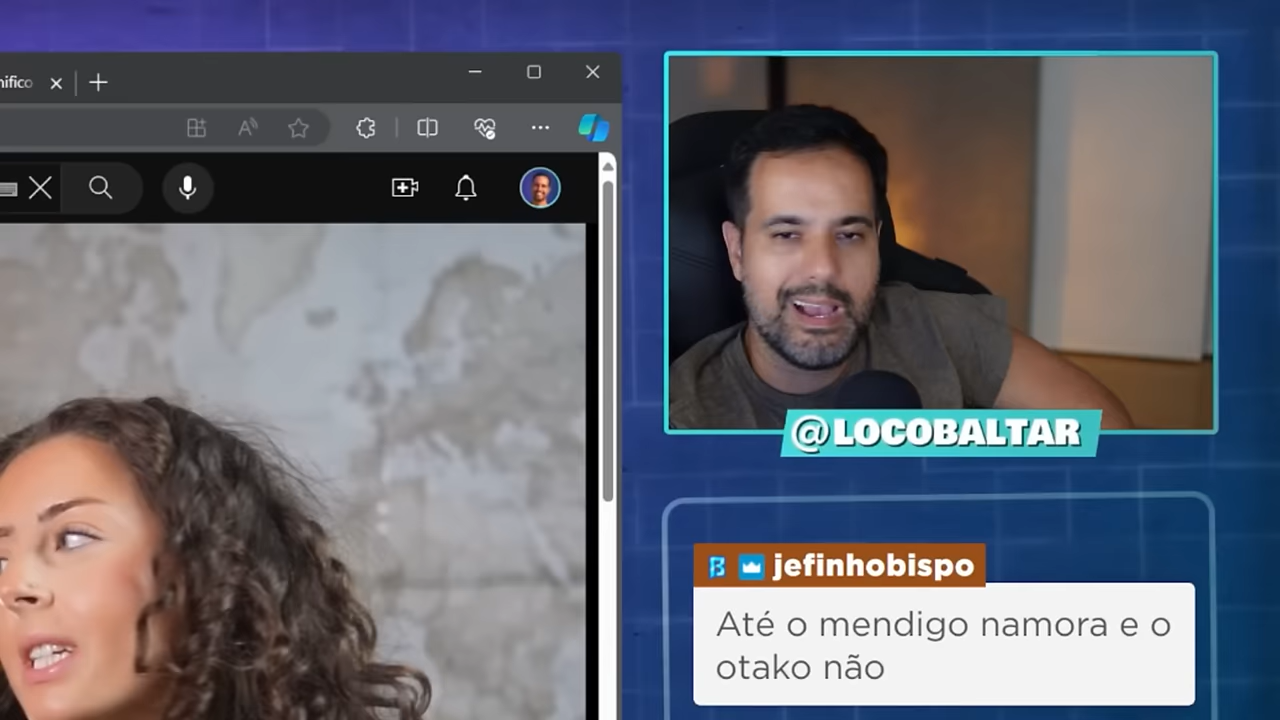 nifico
@LOCOBALTAR
jefinhobispo
Até o mendigo namora e o
otako não